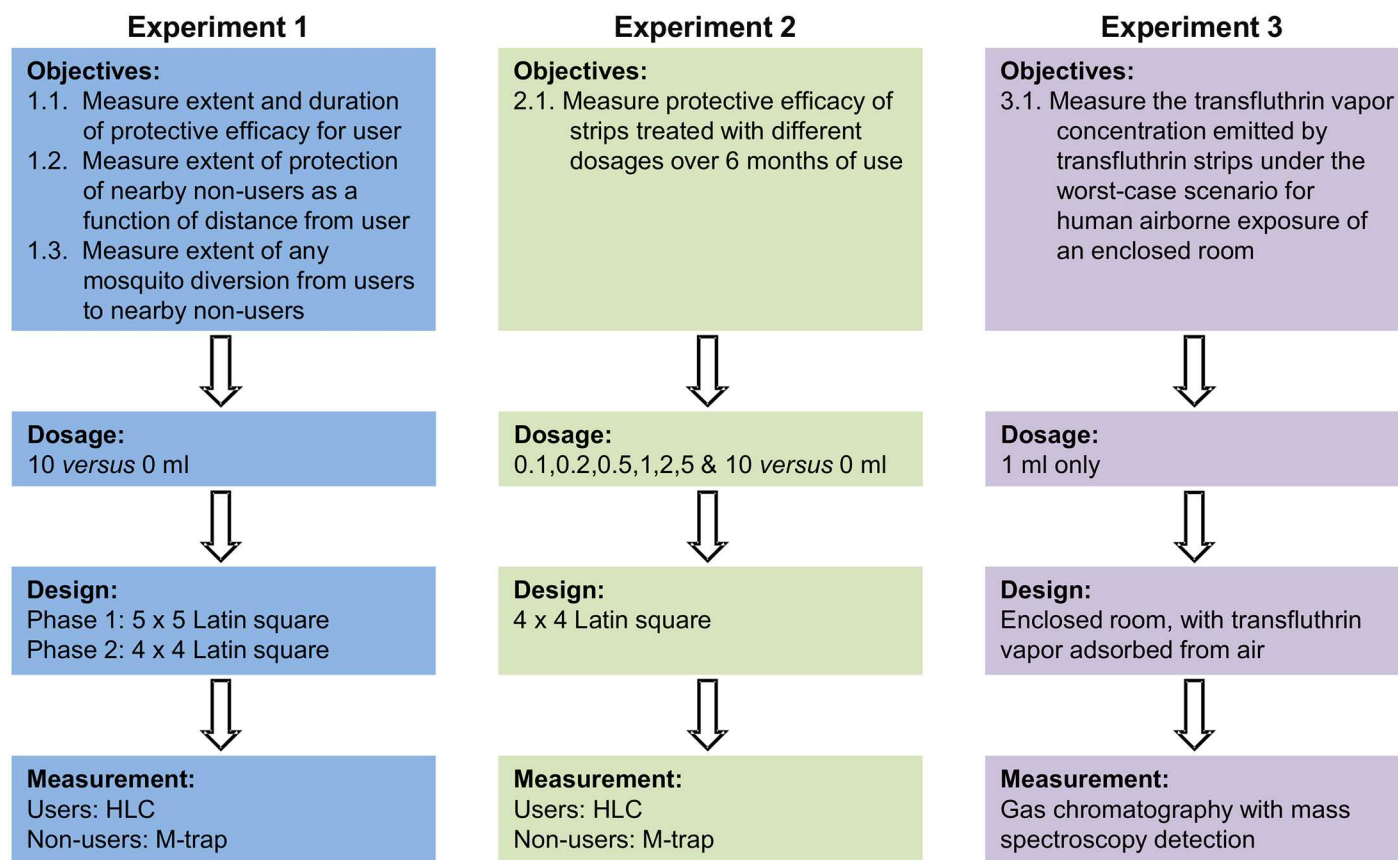 Experiment 1
Objectives:
1.1. Measure extent and duration
of protective efficacy for user
1.2. Measure extent of protection
of nearby non-users as a
function of distance from user
1.3. Measure extent of any
mosquito diversion from users
to nearby non-users
Dosage:
10 versus 0 ml
Design:
Phase 1: 5 x 5 Latin square
Phase 2: 4 x 4 Latin square
Measurement:
Users: HLC
Non-users: M-trap
Experiment 2
Objectives:
2.1. Measure protective efficacy of
strips treated with different
dosages over 6 months of use
Dosage:
0.1,0.2,0.5,1,2,5 & 10 versus 0 ml
Design:
4 x 4 Latin square
Measurement:
Users: HLC
Non-users: M-trap
Experiment 3
Objectives:
3.1. Measure the transfluthrin vapor
concentration emitted by
transfluthrin strips under the
worst-case scenario for
human airborne exposure of
an enclosed room
Dosage:
1 ml only
Design:
Enclosed room, with transfluthrin
vapor adsorbed from air
Measurement:
Gas chromatography with mass
spectroscopy detection